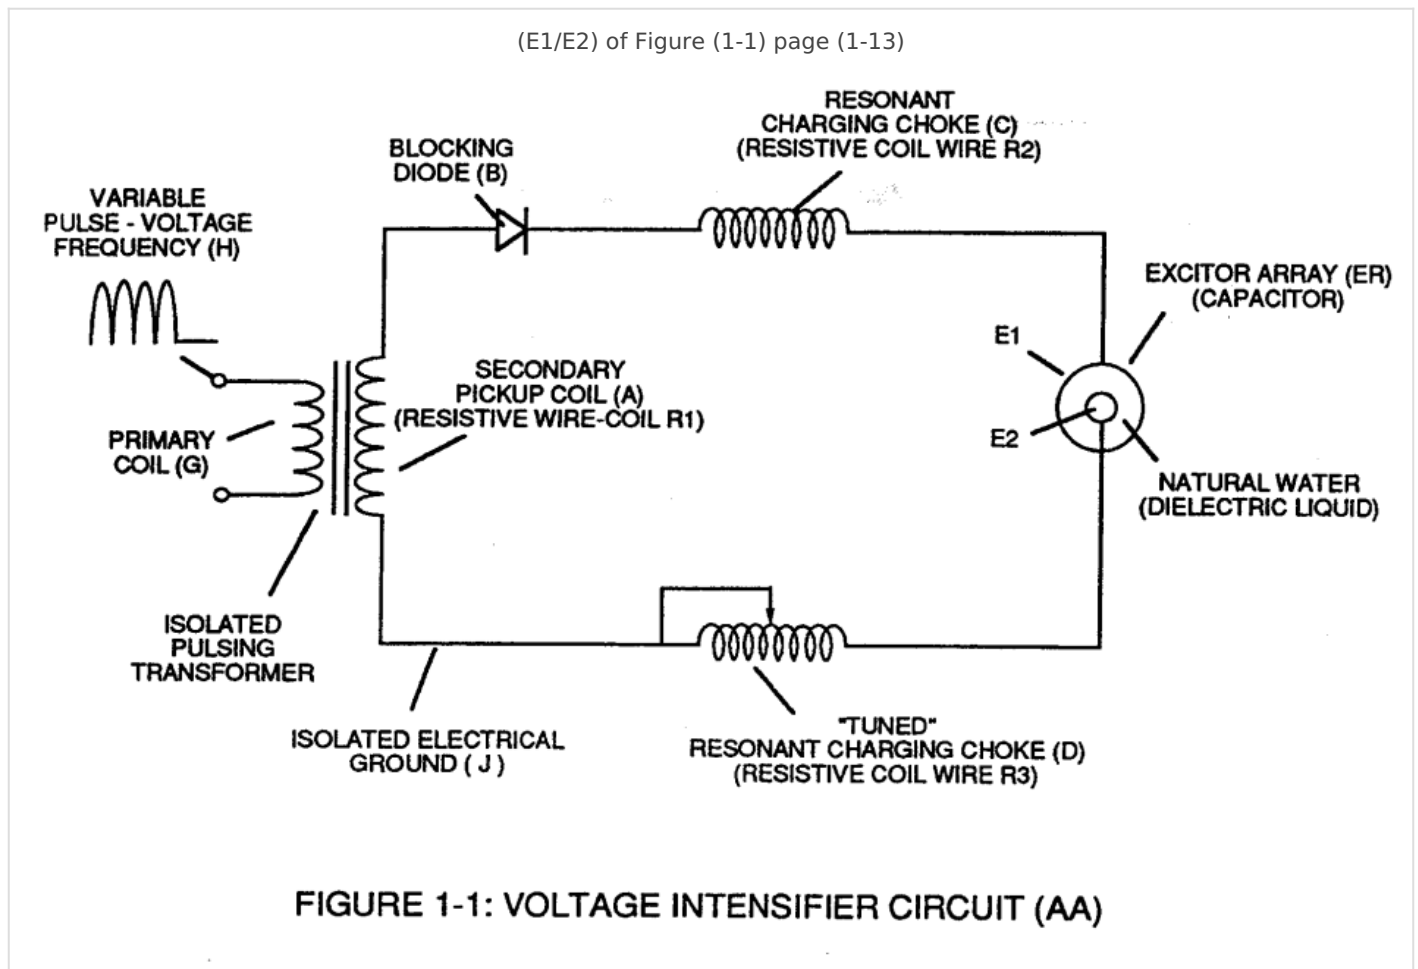 (E1/E2) of Figure (1-1) page (1-13)
RESONANT
CHARGING CHOKE (C)
(RESISTIVE COIL WIRE R2)
BLOCKING
DIODE (B)
VARIABLE
PULSE - VOLTAGE
FREQUENCY (H)
EXCITOR ARRAY (ER)
(CAPACITOR)
E1
SECONDARY
PICKUP COIL (A)
(RESISTIVE WIRE-COIL R1)
E2
PRIMARY
COIL (G)
NATURAL WATER
(DIELECTRIC LIQUID)
ISOLATED
PULSING
TRANSFORMER
ISOLATED ELECTRICAL
GROUND ( J )
"TUNED"
RESONANT CHARGING CHOKE (D)
(RESISTIVE COIL WIRE R3)
FIGURE 1-1: VOLTAGE INTENSIFIER CIRCUIT (AA)